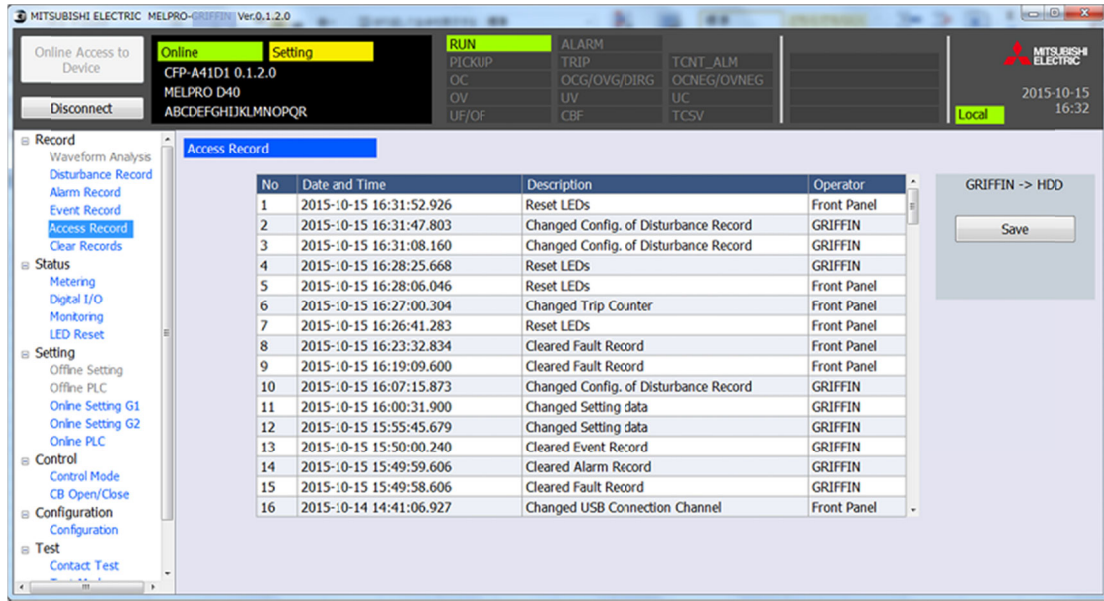 MITSUBISHI ELECTRIC MELPRO-GRIFFIN Ver.0.1.2.0
Online Access to
Device
Disconnect
Online Setting
CFP-A41D1 0.1.2.0
MELPRO D40
ABCDEFGHIJKLMNOPQR
RUN ALARM
PICKUP TRIP TCNT_ALM
OC OCG/OVG/DIRG OCNEG/OVNEG
OV UV UC
UF/OF CBF TCSV
MITSUBISHI
ELECTRIC
2015-10-15
16:32
Local
Record
Waveform Analysis
Disturbance Record
Alarm Record
Event Record
Access Record
Clear Records
Status
Metering
Digital I/O
Monitoring
LED Reset
Setting
Offline Setting
Offline PLC
Online Setting G1
Online Setting G2
Online PLC
Control
Control Mode
CB Open/Close
Configuration
Configuration
Test
Contact Test
Access Record
No Date and Time Description Operator
1 2015-10-15 16:31:52.926 Reset LEDs Front Panel
2 2015-10-15 16:31:47.803 Changed Config. of Disturbance Record GRIFFIN
3 2015-10-15 16:31:08.160 Changed Config. of Disturbance Record GRIFFIN
4 2015-10-15 16:28:25.668 Reset LEDs GRIFFIN
5 2015-10-15 16:28:06.046 Reset LEDs Front Panel
6 2015-10-15 16:27:00.304 Changed Trip Counter Front Panel
7 2015-10-15 16:26:41.283 Reset LEDs Front Panel
8 2015-10-15 16:23:32.834 Cleared Fault Record Front Panel
9 2015-10-15 16:19:09.600 Cleared Fault Record Front Panel
10 2015-10-15 16:07:15.873 Changed Config. of Disturbance Record GRIFFIN
11 2015-10-15 16:00:31.900 Changed Setting data GRIFFIN
12 2015-10-15 15:55:45.679 Changed Setting data GRIFFIN
13 2015-10-15 15:50:00.240 Cleared Event Record GRIFFIN
14 2015-10-15 15:49:59.606 Cleared Alarm Record GRIFFIN
15 2015-10-15 15:49:58.606 Cleared Fault Record GRIFFIN
16 2015-10-14 14:41:06.927 Changed USB Connection Channel Front Panel
GRIFFIN -> HDD
Save